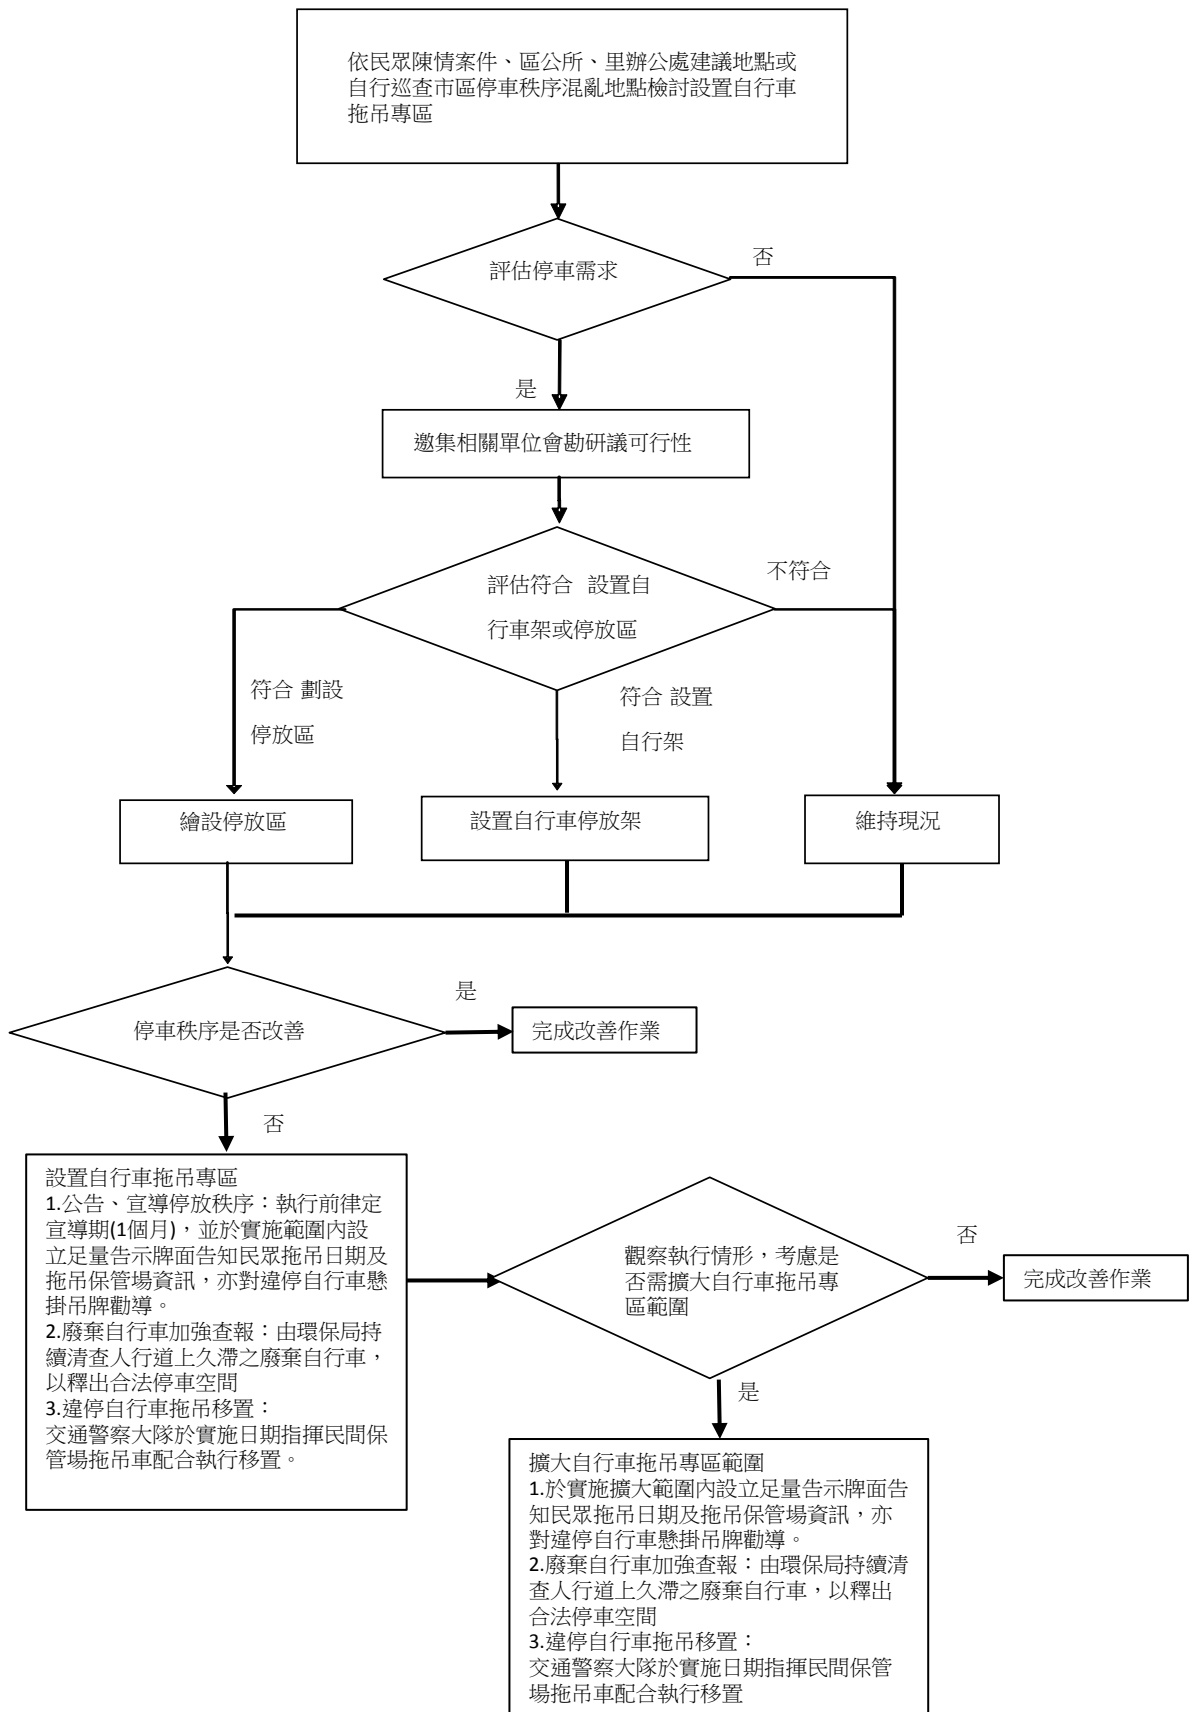 依民眾陳情案件、區公所、里辦公處建議地點或
自行巡查市區停車秩序混亂地點檢討設置自行車
拖吊專區
評估停車需求
否
是
邀集相關單位會勘研議可行性
評估符合 設置自
行車架或停放區
不符合
符合 劃設
停放區
符合 設置
自行架
繪設停放區
設置自行車停放架
維持現況
停車秩序是否改善
是
完成改善作業
否
設置自行車拖吊專區
1.公告、宣導停放秩序：執行前律定
宣導期(1個月)，並於實施範圍內設
立足量告示牌面告知民眾拖吊日期及
拖吊保管場資訊，亦對違停自行車懸
掛吊牌勸導。
2.廢棄自行車加強查報：由環保局持
續清查人行道上久滯之廢棄自行車，
以釋出合法停車空間
3.違停自行車拖吊移置：
交通警察大隊於實施日期指揮民間保
管場拖吊車配合執行移置。
觀察執行情形，考慮是
否需擴大自行車拖吊專
區範圍
否
完成改善作業
是
擴大自行車拖吊專區範圍
1.於實施擴大範圍內設立足量告示牌面告
知民眾拖吊日期及拖吊保管場資訊，亦
對違停自行車懸掛吊牌勸導。
2.廢棄自行車加強查報：由環保局持續清
查人行道上久滯之廢棄自行車，以釋出
合法停車空間
3.違停自行車拖吊移置：
交通警察大隊於實施日期指揮民間保管
場拖吊車配合執行移置